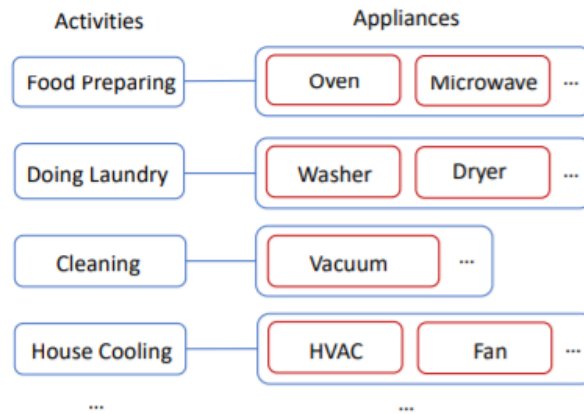 Activities Appliances
Food Preparing Oven Microwave ...
Doing Laundry Washer Dryer ...
Cleaning Vacuum ...
House Cooling HVAC Fan ...
... ...